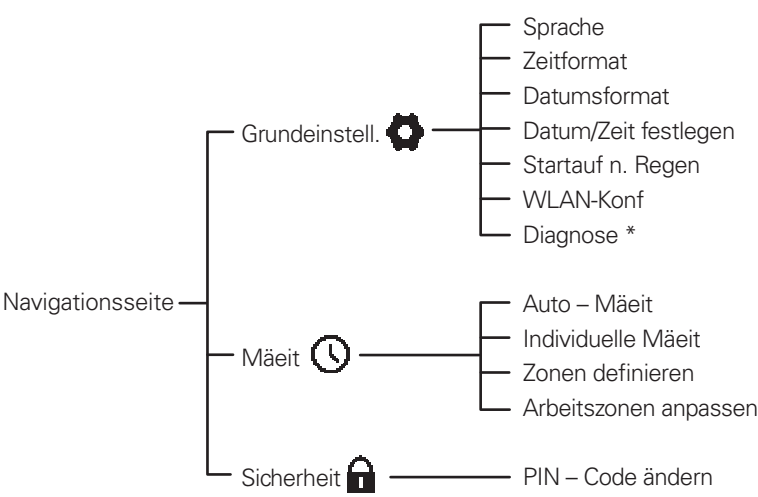 Sprache
Zeitformat
Datumsformat
Grundeinstell.
Datum/Zeit festlegen
Startauf n. Regen
WLAN-Konf
Diagnose *
Navigationsseite
Auto – Mäeit
Individuelle Mäeit
Mäeit
Zonen definieren
Arbeitszonen anpassen
Sicherheit
PIN – Code ändern